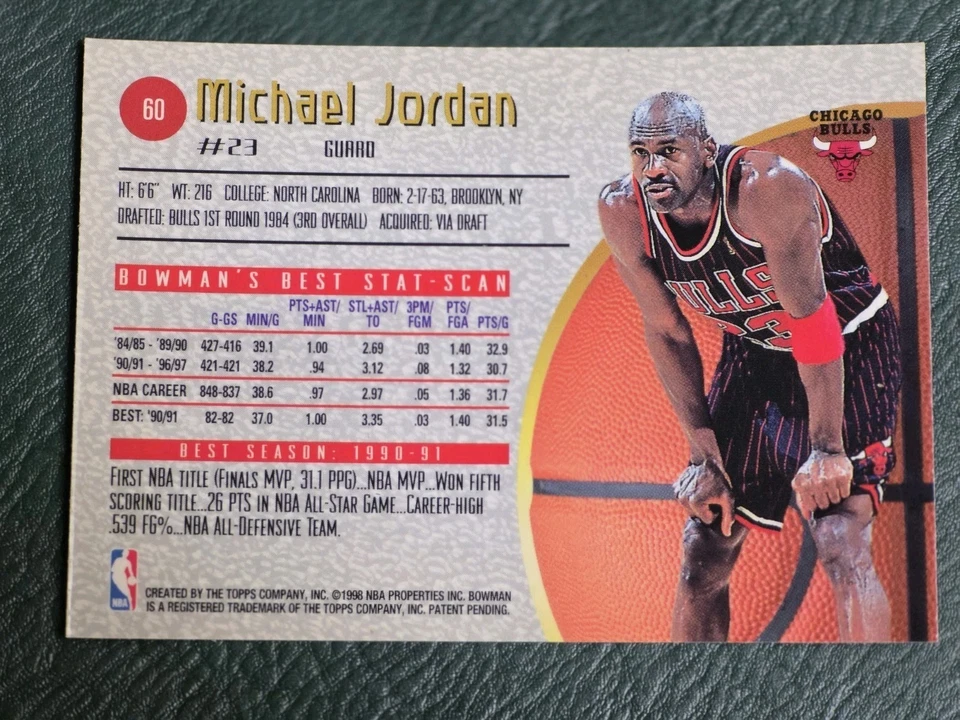 60
Michael Jordan
#23 GUARD
HT: 6'6" WT: 216 COLLEGE: NORTH CAROLINA BORN: 2-17-63, BROOKLYN, NY
DRAFTED: BULLS 1ST ROUND 1984 (3RD OVERALL) ACQUIRED: VIA DRAFT
CHICAGO
BULLS
BULLS
23
BOWMAN'S BEST STAT-SCAN
G-GS MIN/G PTS+AST/MIN STL+AST/TO 3PM/FGM PTS/FGA PTS/G
'84/85 - '89/90 427-416 39.1 1.00 2.69 .03 1.40 32.9
'90/91 - '96/97 421-421 38.2 .94 3.12 .08 1.32 30.7
NBA CAREER 848-837 38.6 .97 2.97 .05 1.36 31.7
BEST: '90/91 82-82 37.0 1.00 3.35 .03 1.40 31.5
BEST SEASON: 1990-91
FIRST NBA TITLE (FINALS MVP, 31.1 PPG)...NBA MVP...WON FIFTH
SCORING TITLE...26 PTS IN NBA ALL-STAR GAME...CAREER-HIGH
.539 FG%...NBA ALL-DEFENSIVE TEAM.
NBA
CREATED BY THE TOPPS COMPANY, INC. ©1998 NBA PROPERTIES INC. BOWMAN
IS A REGISTERED TRADEMARK OF THE TOPPS COMPANY, INC. PATENT PENDING.